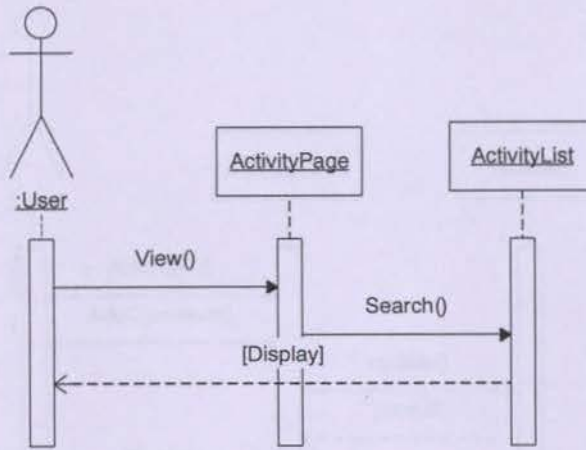 ActivityPage
ActivityList
:User
View()
Search()
[Display]